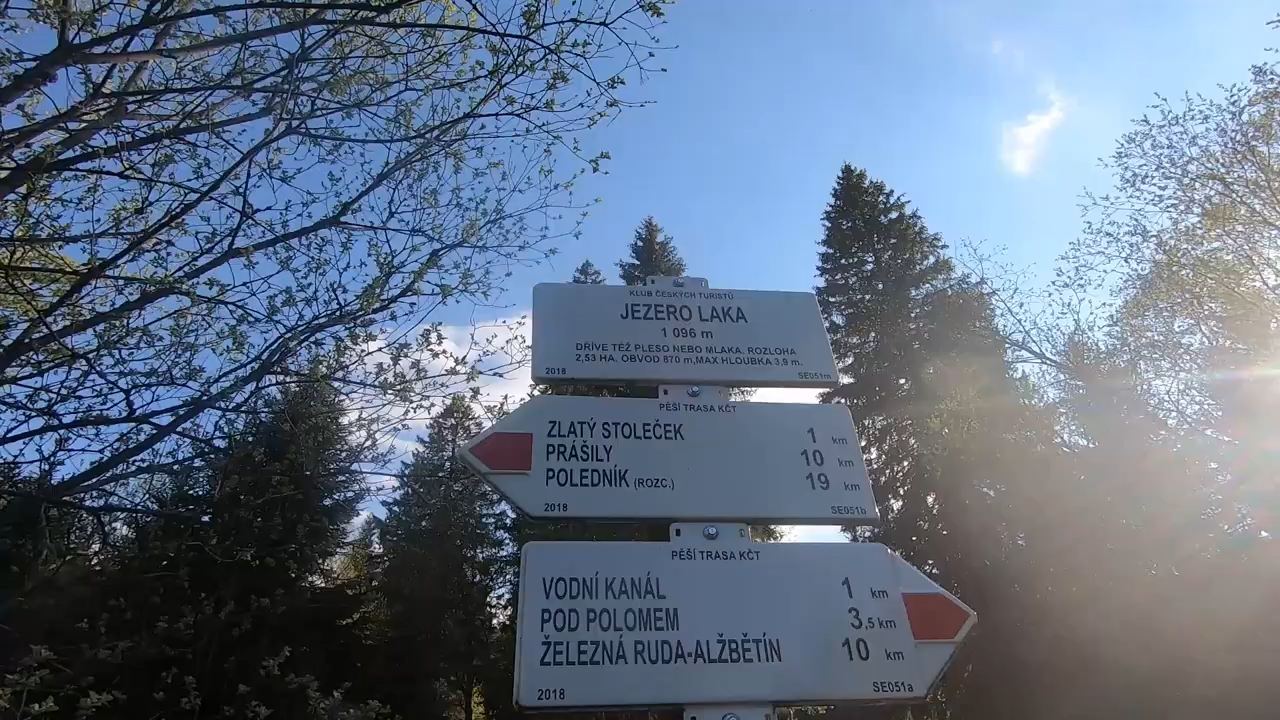 KLUB ČESKÝCH TURISTŮ
JEZERO LAKA
1 096 m
DŘÍVE TÉŽ PLESO NEBO MLAKA. ROZLOHA
2,53 HA. OBVOD 870 m,MAX HLOUBKA 3,9 m.
2018 SE051m
PĚŠÍ TRASA KČT
ZLATÝ STOLEČEK 1 km
PRÁŠILY 10 km
POLEDNÍK (ROZC.) 19 km
2018 SE051b
PĚŠÍ TRASA KČT
VODNÍ KANÁL 1 km
POD POLOMEM 3,5 km
ŽELEZNÁ RUDA-ALŽBĚTÍN 10 km
2018 SE051a